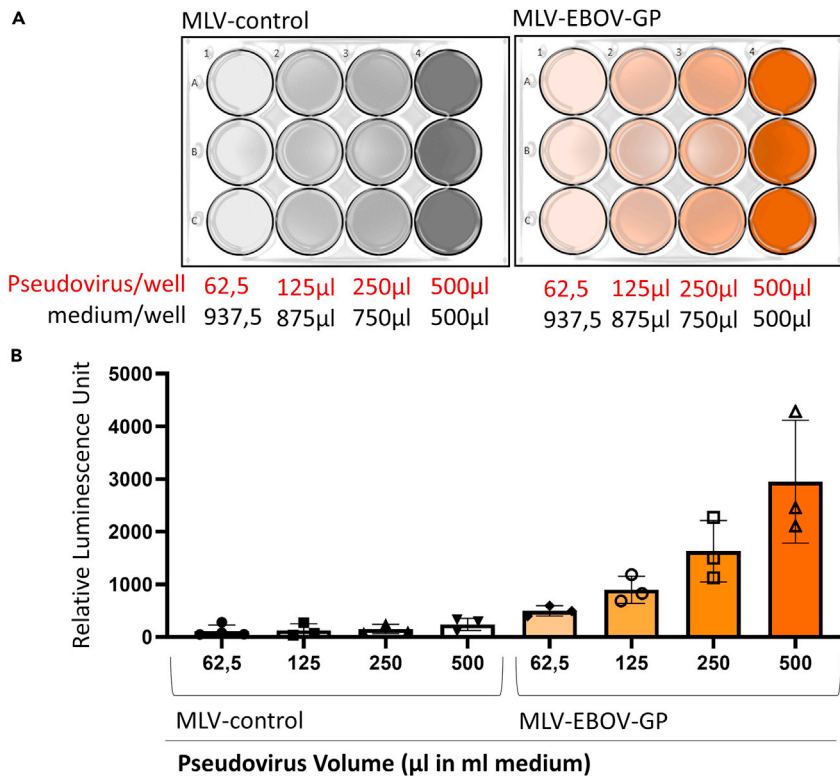 A
MLV-control
MLV-EBOV-GP
1 2 3 4
1 2 3 4
A A
B B
C C
Pseudovirus/well 62,5 125µl 250µl 500µl 62,5 125µl 250µl 500µl
medium/well 937,5 875µl 750µl 500µl 937,5 875µl 750µl 500µl
B
Relative Luminescence Unit
5000
4000
3000
2000
1000
0
62,5 125 250 500 62,5 125 250 500
MLV-control MLV-EBOV-GP
Pseudovirus Volume (µl in ml medium)